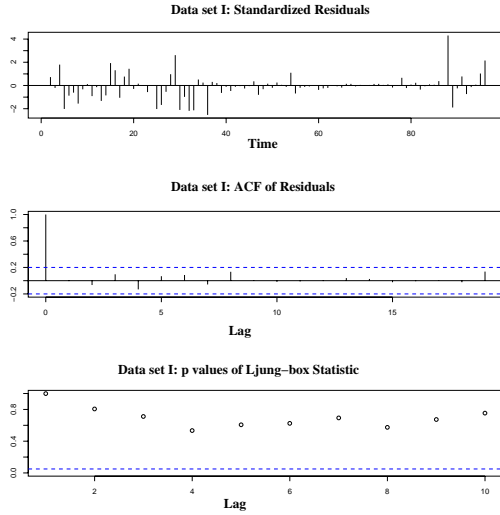 Data set I: Standardized Residuals
4
2
0
−2
0 20 40 60 80
Time
Data set I: ACF of Residuals
1.0
0.6
0.2
−0.2
0 5 10 15
Lag
Data set I: p values of Ljung−box Statistic
0.8
0.4
0.0
2 4 6 8 10
Lag